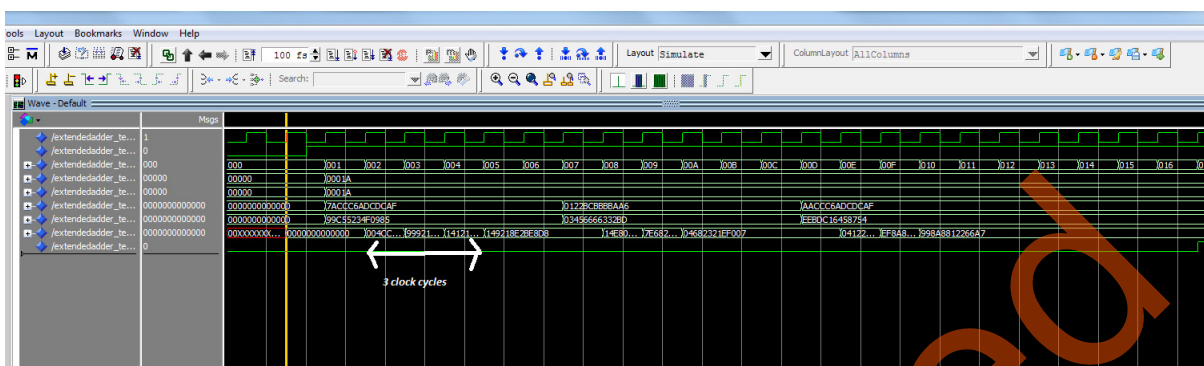 ools Layout Bookmarks Window Help
100 fs Search: Layout Simulate ColumnLayout AllColumns
Wave - Default
Msgs
/extendedadder_te... 1
/extendedadder_te... 0
/extendedadder_te... 000 000 001 002 003 004 005 006 007 008 009 00A 00B 00C 00D 00E 00F 010 011 012 013 014 015 016
/extendedadder_te... 00000 00000 0001A
/extendedadder_te... 00000 00000 0001A
/extendedadder_te... 0000000000000 0000000000000 7ACCC6ADCDCAF 0122BCBBBBAA6 AACCC6ADCDCAF
/extendedadder_te... 0000000000000 0000000000000 99C55234F0985 03456666332BD EEBDC16458754
/extendedadder_te... 0000000000000 00XXXXXXX... 0000000000000 004CC... 99921... 14121... 149218E2BE8D8 14E80... 7E682... 04682321EF007 04122... EF8A8... 998A8812266A7
/extendedadder_te... 0
3 clock cycles
d